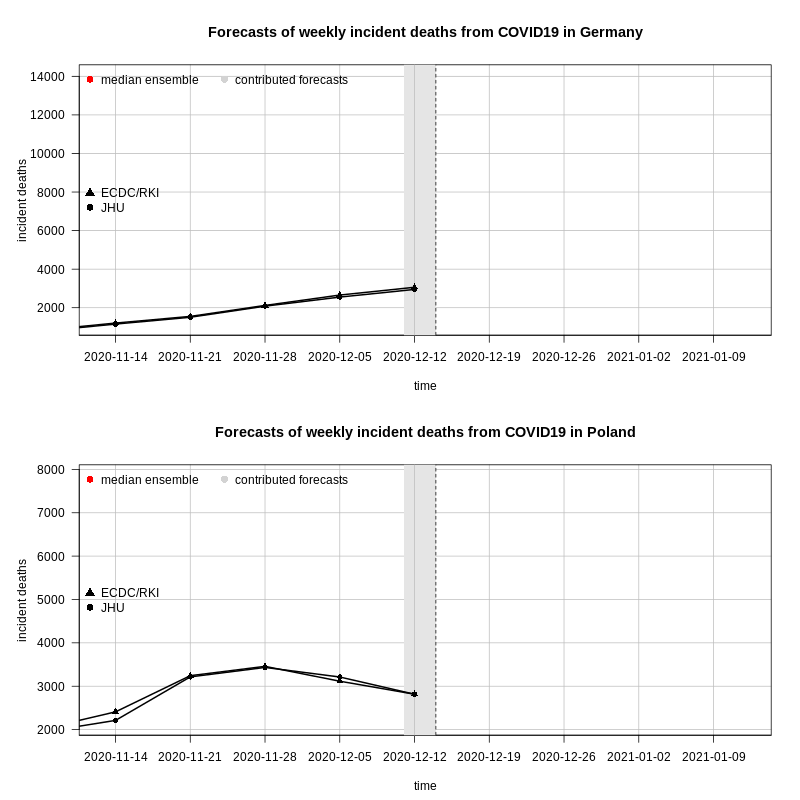 Forecasts of weekly incident deaths from COVID19 in Germany
14000
median ensemble contributed forecasts
12000
10000
8000
ECDC/RKI
JHU
6000
4000
2000
incident deaths
2020-11-14 2020-11-21 2020-11-28 2020-12-05 2020-12-12 2020-12-19 2020-12-26 2021-01-02 2021-01-09
time
Forecasts of weekly incident deaths from COVID19 in Poland
8000
median ensemble contributed forecasts
7000
6000
ECDC/RKI
5000
JHU
4000
3000
2000
incident deaths
2020-11-14 2020-11-21 2020-11-28 2020-12-05 2020-12-12 2020-12-19 2020-12-26 2021-01-02 2021-01-09
time